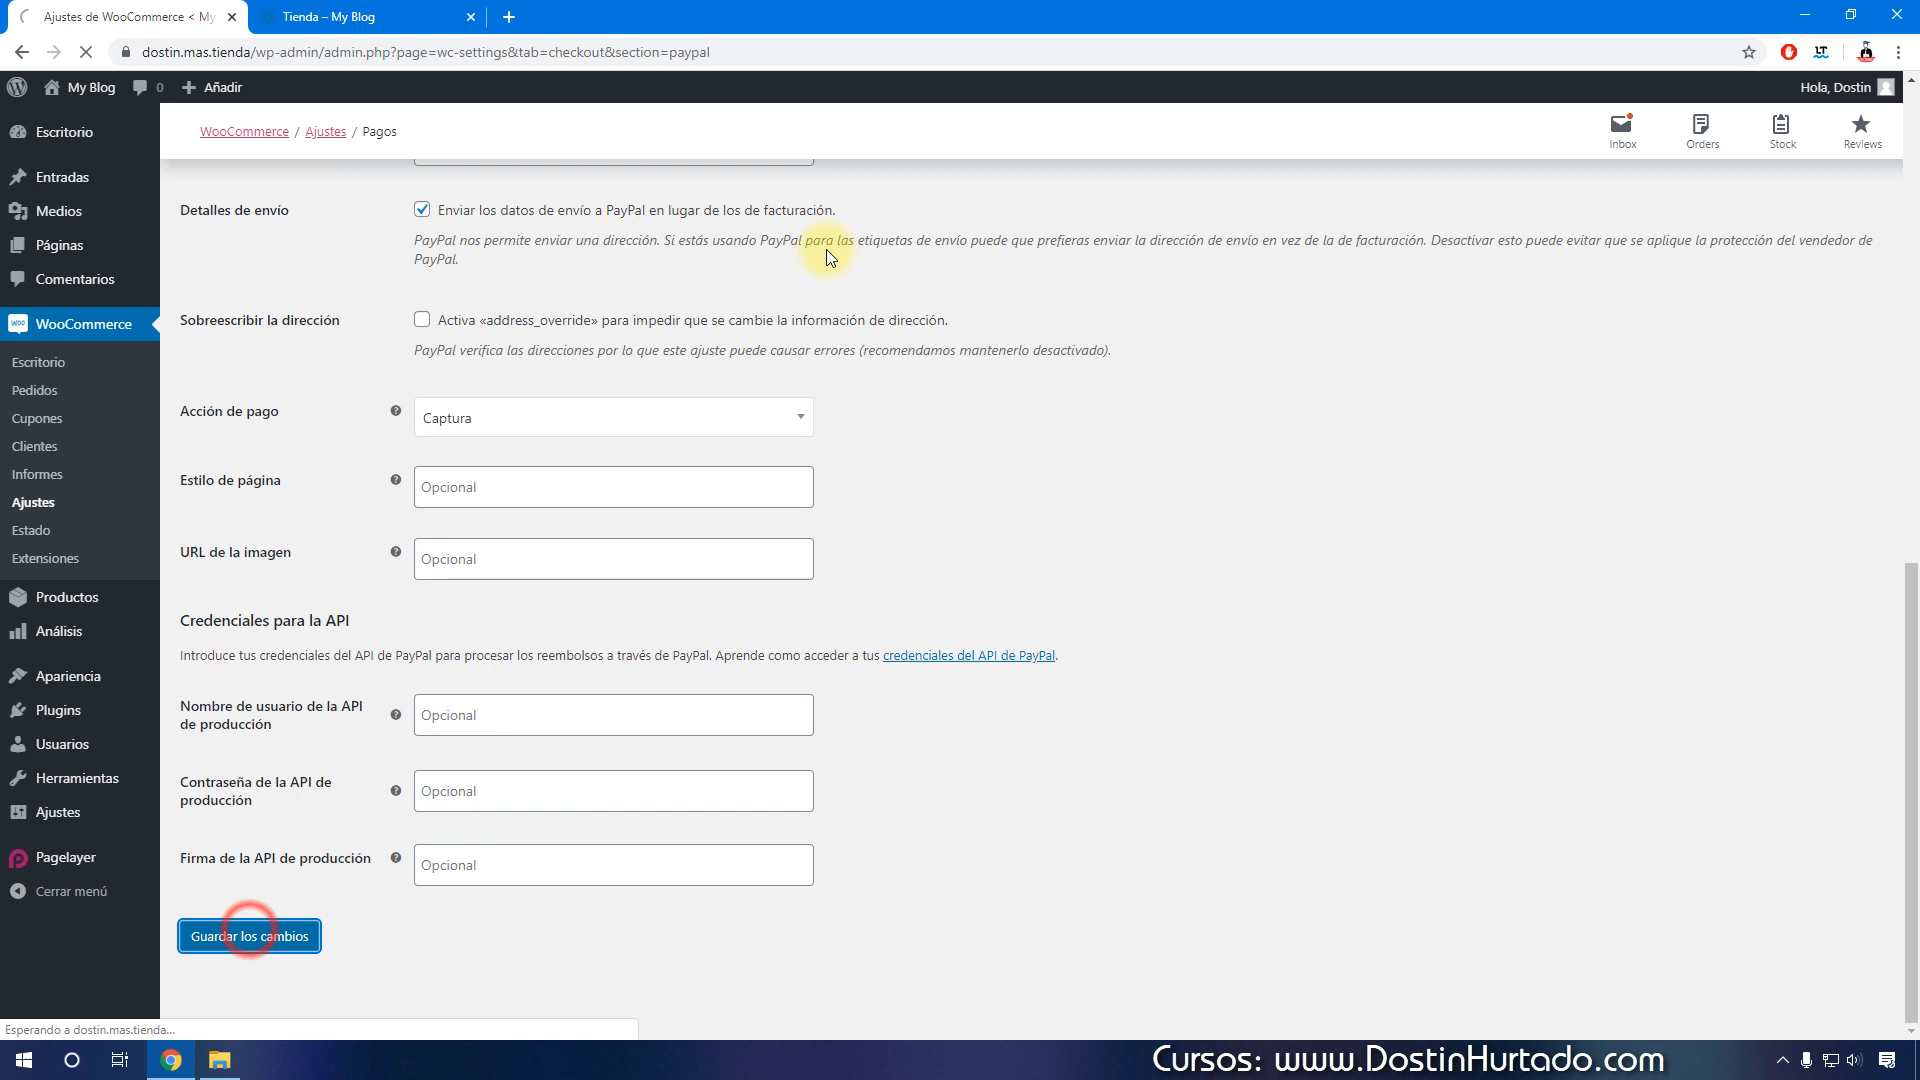 Ajustes de WooCommerce < My
Tienda – My Blog
dostin.mas.tienda/wp-admin/admin.php?page=wc-settings&tab=checkout&section=paypal
My Blog
0
Añadir
Hola, Dostin
Escritorio
Entradas
Medios
Páginas
Comentarios
WooCommerce
Escritorio
Pedidos
Cupones
Clientes
Informes
Ajustes
Estado
Extensiones
Productos
Análisis
Apariencia
Plugins
Usuarios
Herramientas
Ajustes
Pagelayer
Cerrar menú
WooCommerce / Ajustes / Pagos
Inbox
Orders
Stock
Reviews
Detalles de envío
Enviar los datos de envío a PayPal en lugar de los de facturación.
PayPal nos permite enviar una dirección. Si estás usando PayPal para las etiquetas de envío puede que prefieras enviar la dirección de envío en vez de la de facturación. Desactivar esto puede evitar que se aplique la protección del vendedor de
PayPal.
Sobreescribir la dirección
Activa «address_override» para impedir que se cambie la información de dirección.
PayPal verifica las direcciones por lo que este ajuste puede causar errores (recomendamos mantenerlo desactivado).
Acción de pago
Captura
Estilo de página
Opcional
URL de la imagen
Opcional
Credenciales para la API
Introduce tus credenciales del API de PayPal para procesar los reembolsos a través de PayPal. Aprende como acceder a tus credenciales del API de PayPal.
Nombre de usuario de la API
de producción
Opcional
Contraseña de la API de
producción
Opcional
Firma de la API de producción
Opcional
Guardar los cambios
Esperando a dostin.mas.tienda...
Cursos: www.DostinHurtado.com